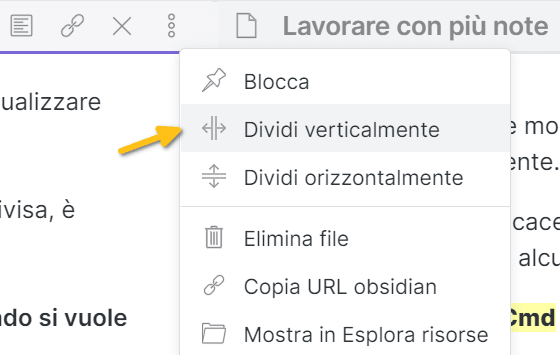 Lavorare con più note
ualizzare
Blocca
Dividi verticalmente
e mo
ente.
Dividi orizzontalmente
ivisa, è
cace
Elimina file
alcu
Copia URL obsidian
ndo si vuole
Cmd
Mostra in Esplora risorse